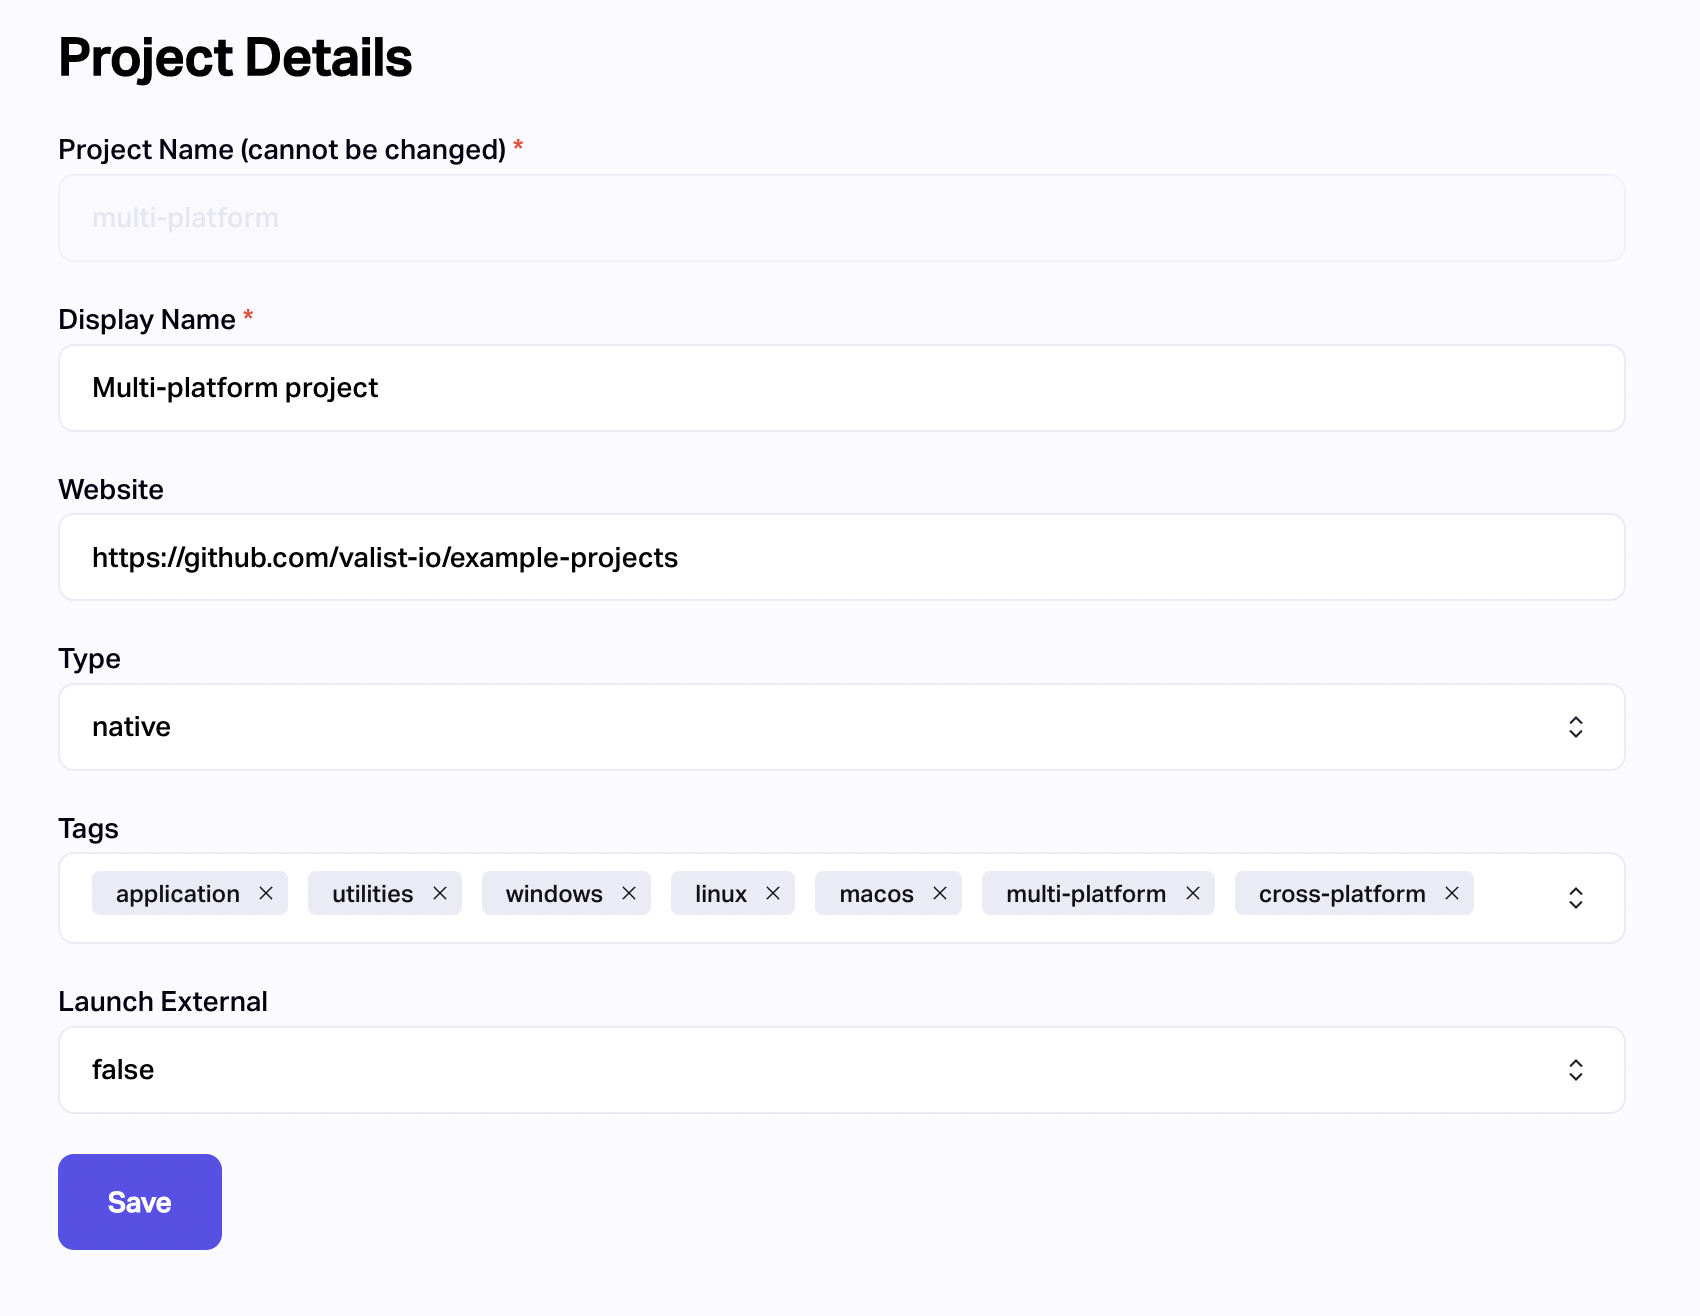 Project Details
Project Name (cannot be changed) *
multi-platform
Display Name *
Multi-platform project
Website
https://github.com/valist-io/example-projects
Type
native
Tags
application utilities windows linux macos multi-platform cross-platform
Launch External
false
Save